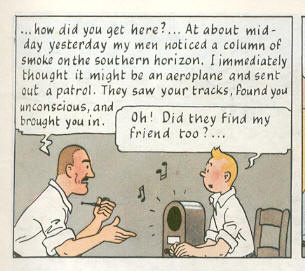 ...how did you get here?... At about mid-
day yesterday my men noticed a column of
smoke on the southern horizon. I immediately
thought it might be an aeroplane and sent
out a patrol. They saw your tracks, found you
unconscious, and
brought you in.
Oh! Did they find my
friend too?...